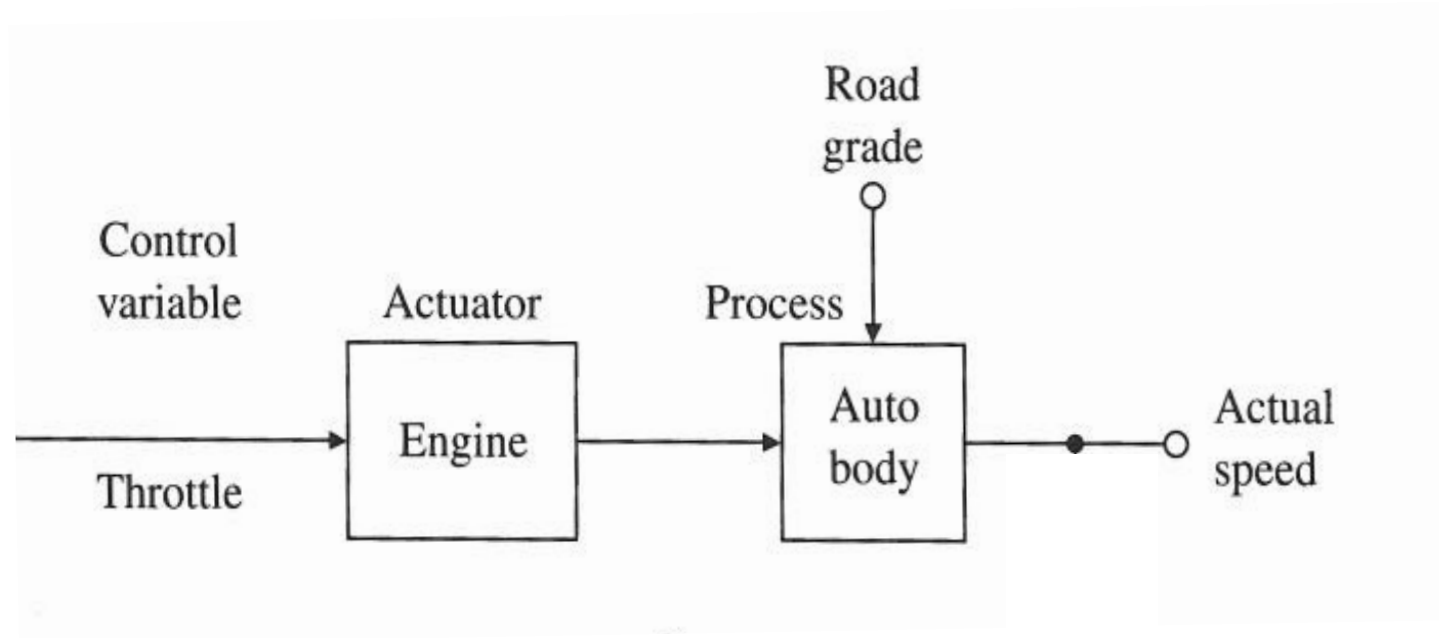 Road
grade
Control
variable
Actuator
Process
Engine
Auto
body
Actual
speed
Throttle